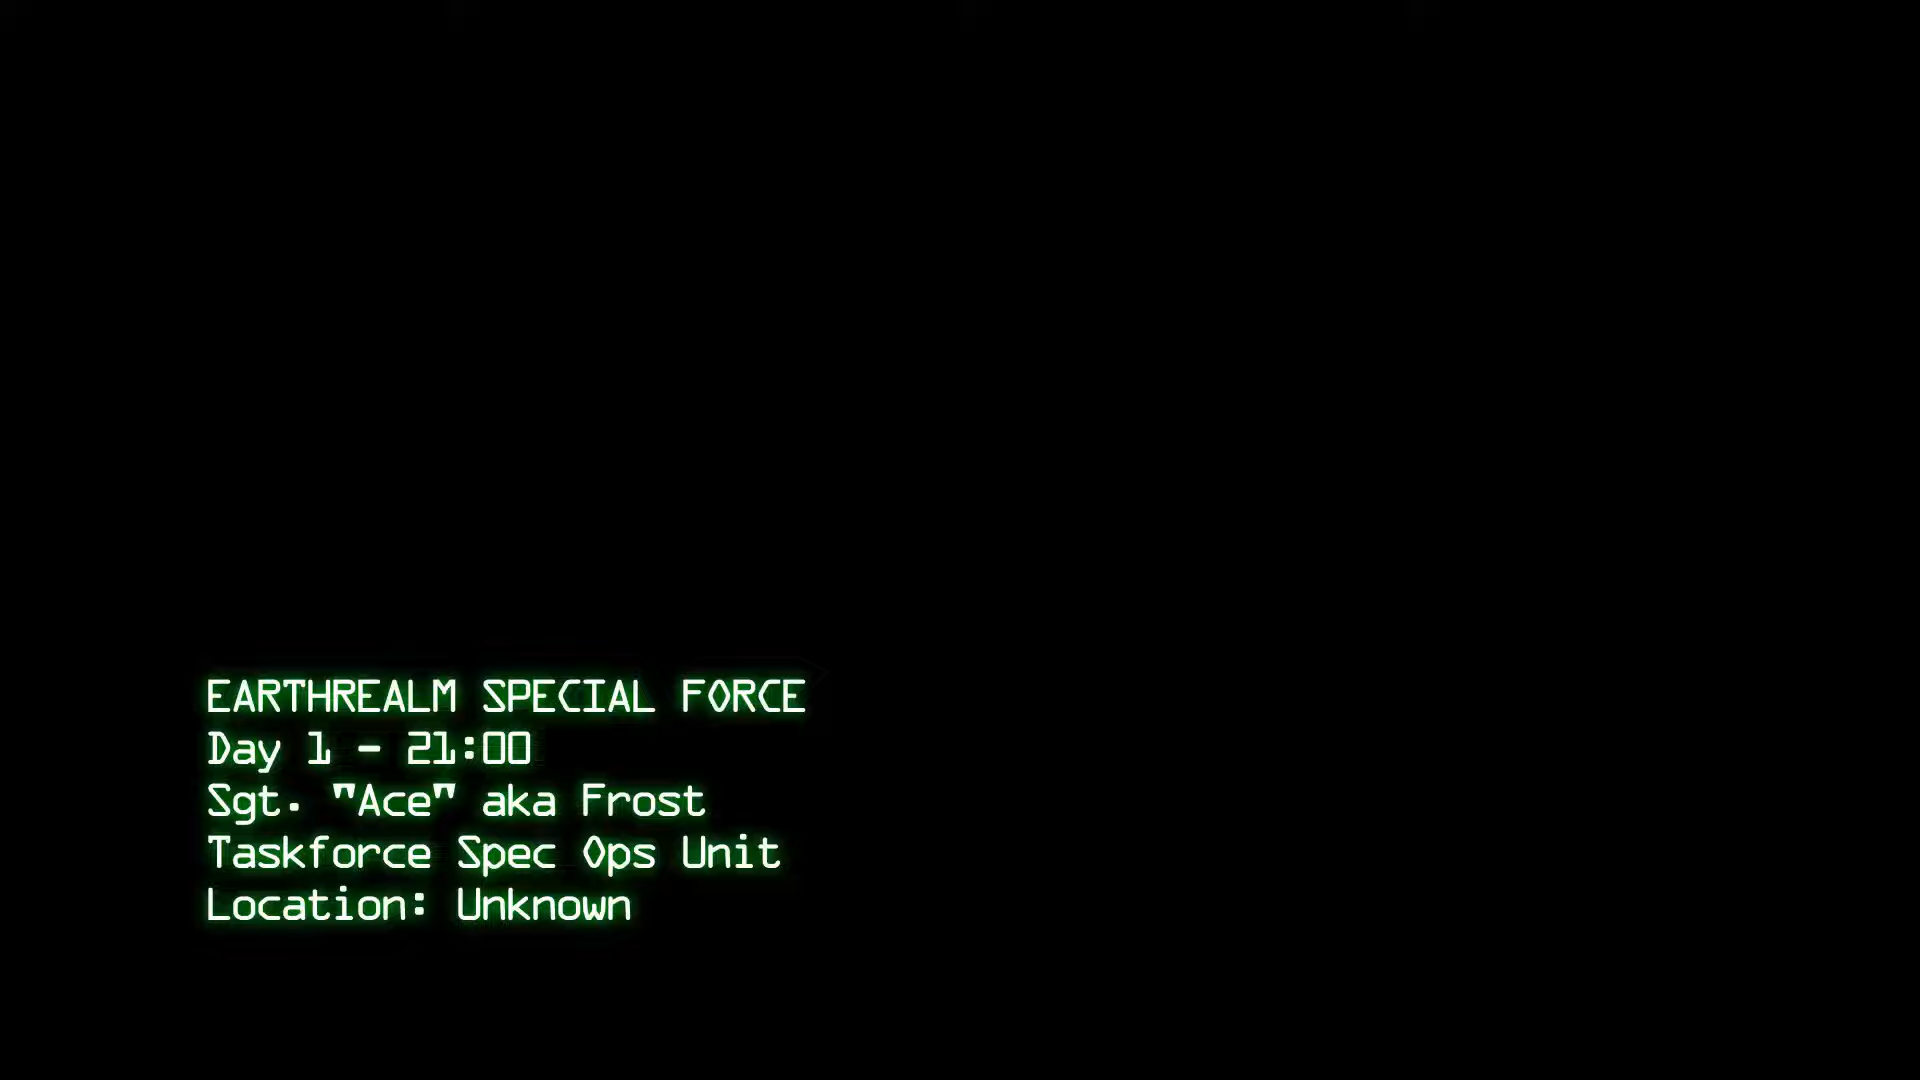 EARTHREALM SPECIAL FORCE
Day 1 - 21:00
Sgt. "Ace" aka Frost
Taskforce Spec Ops Unit
Location: Unknown